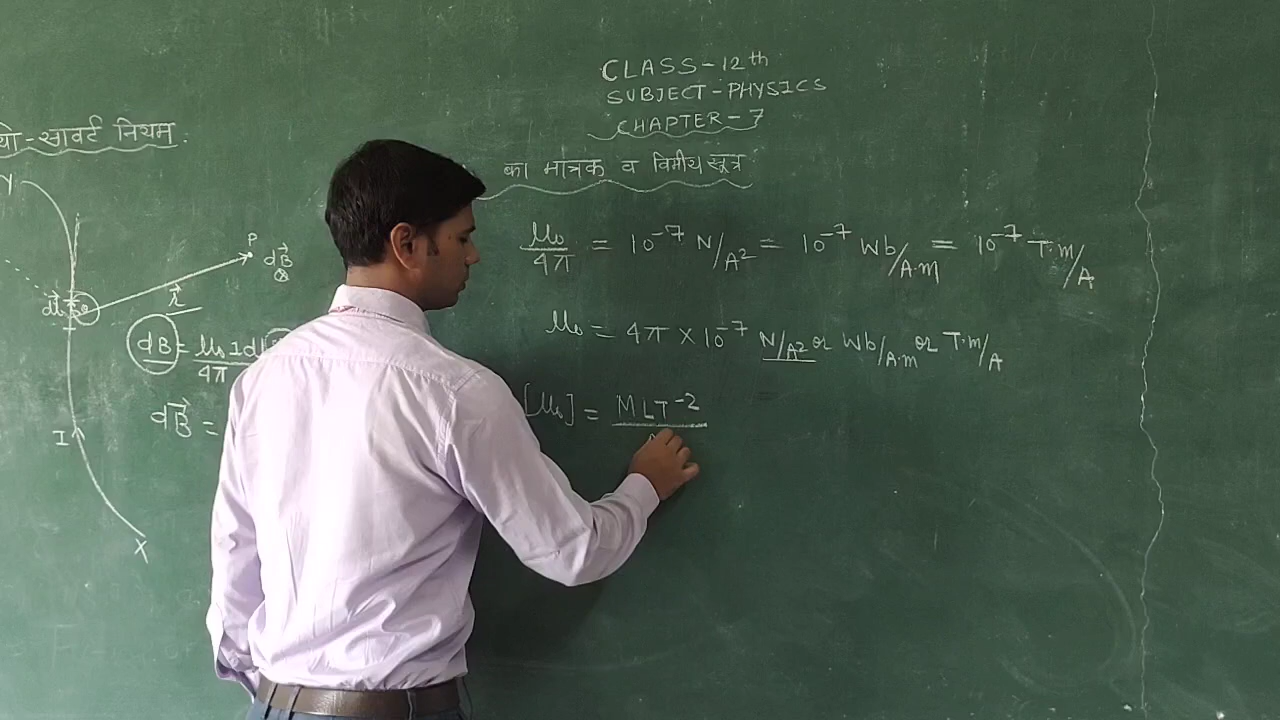 CLASS-12th
SUBJECT-PHYSICS
CHAPTER-7
यो-सावर्ट नियम.
का मात्रक व विमीय सूत्र
Y
P
dB⃗
⊗
r⃗
I
X
dB = μ₀ I dl
4π
dB⃗ =
μ₀/4π = 10⁻⁷ N/A² = 10⁻⁷ Wb/A.m = 10⁻⁷ T.m/A
μ₀ = 4π × 10⁻⁷ N/A² or Wb/A.m or T.m/A
[μ₀] = MLT⁻²